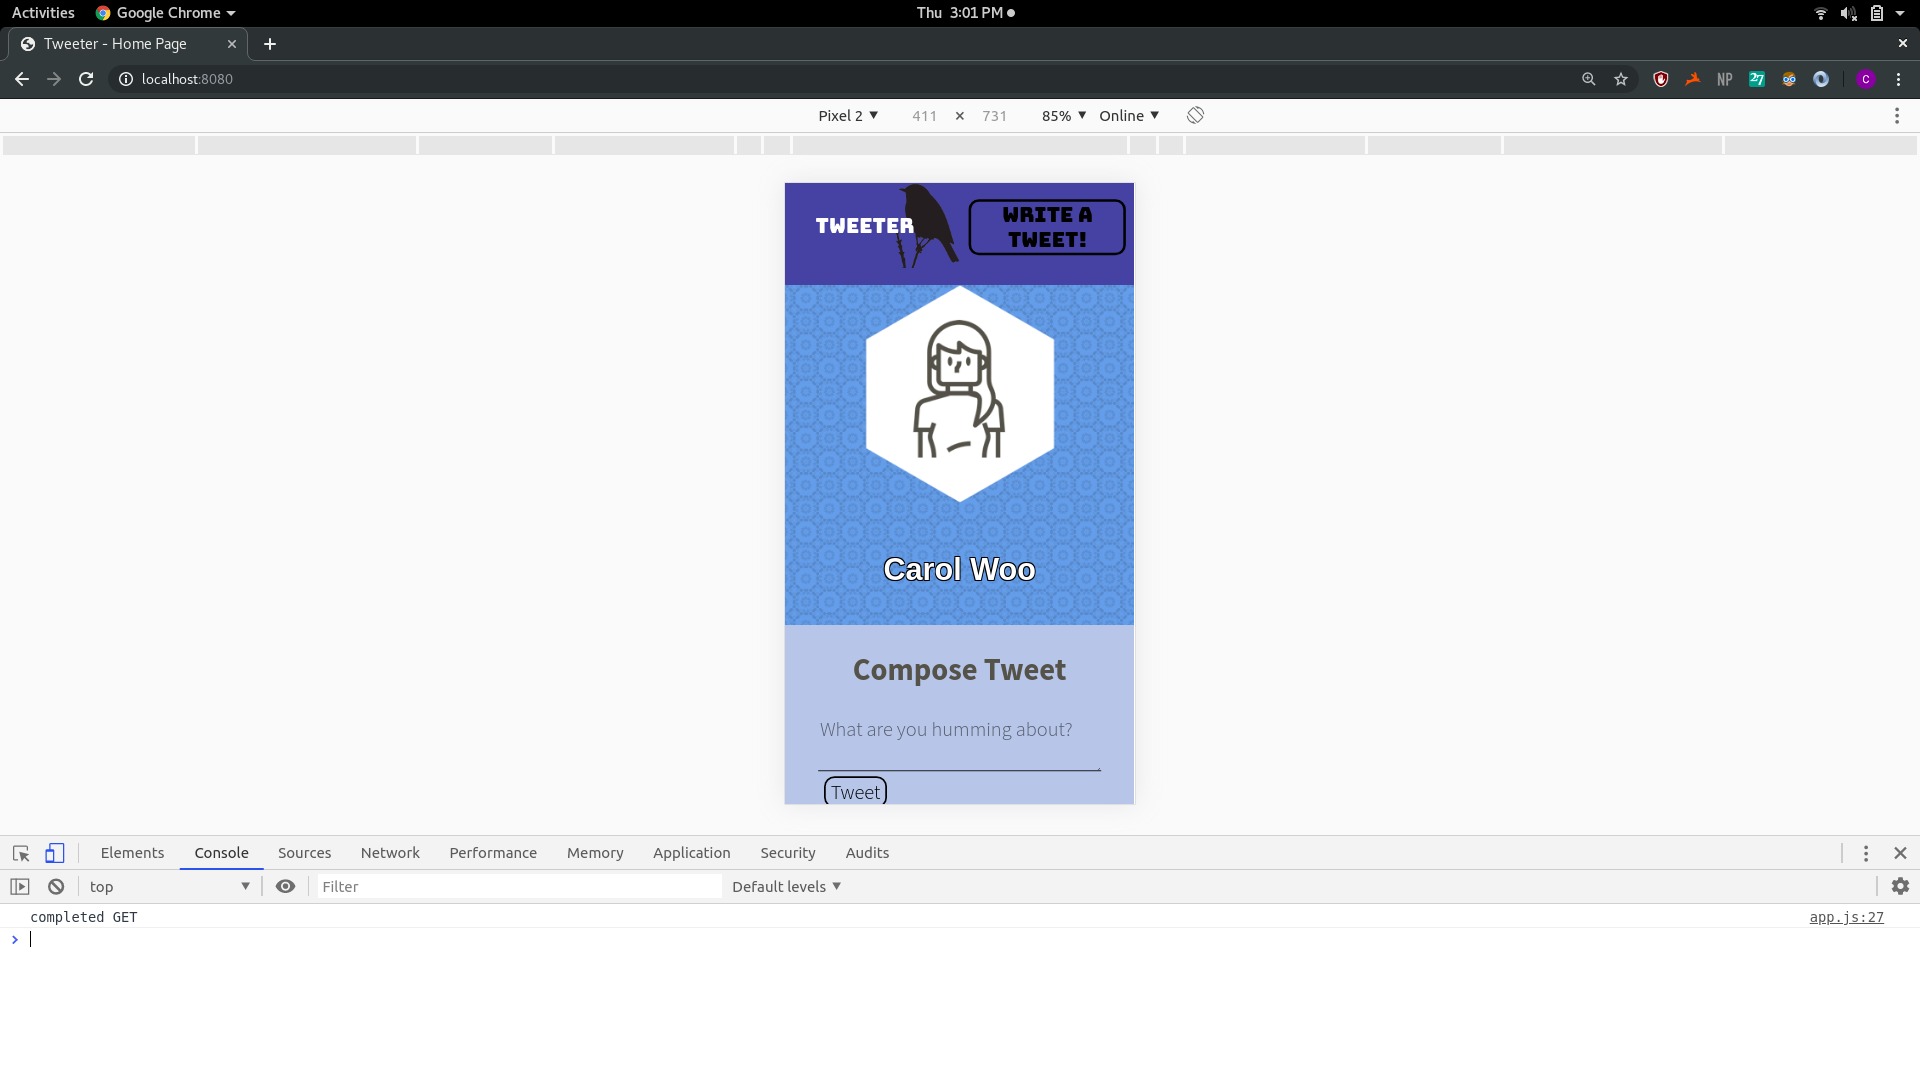 Activities Google Chrome Thu 3:01 PM
Tweeter - Home Page
localhost:8080 NP 27 C
Pixel 2 411 × 731 85% Online
TWEETER
WRITE A
TWEET!
Carol Woo
Compose Tweet
What are you humming about?
Tweet
Elements Console Sources Network Performance Memory Application Security Audits
top Filter Default levels
completed GET app.js:27